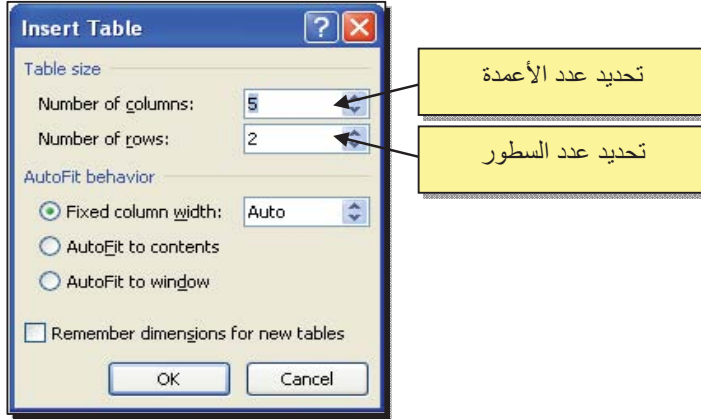 Insert Table
Table size
Number of columns: 5
تحديد عدد الأعمدة
Number of rows: 2
تحديد عدد السطور
AutoFit behavior
Fixed column width: Auto
AutoFit to contents
AutoFit to window
Remember dimensions for new tables
OK Cancel